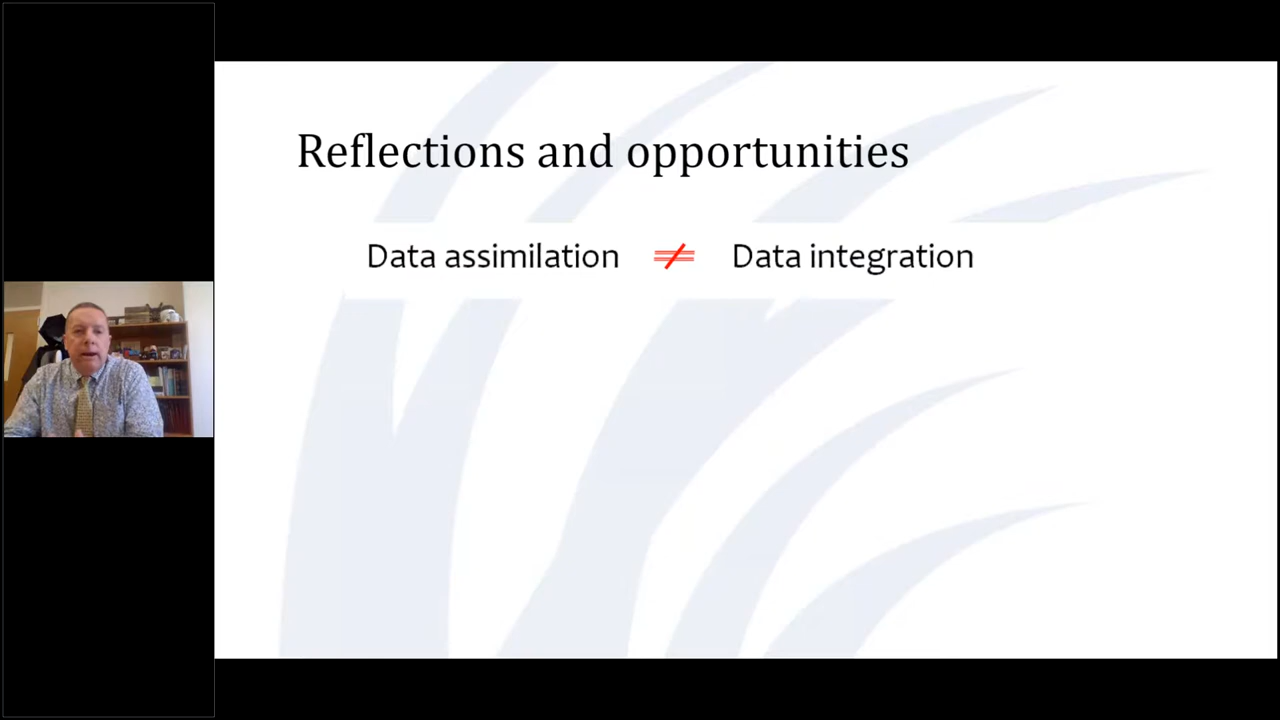 Reflections and opportunities
Data assimilation ≠ Data integration